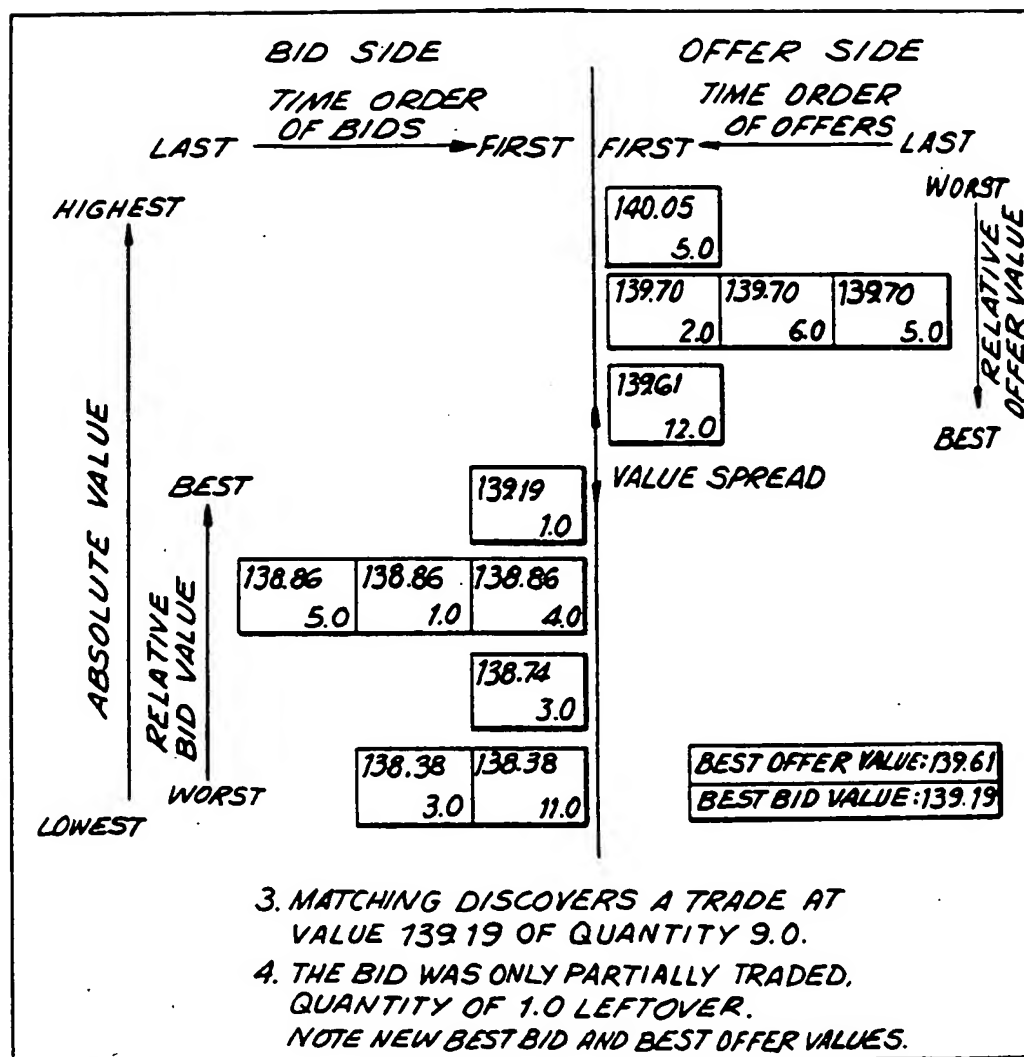 BID SIDE
OFFER SIDE
TIME ORDER
OF BIDS
TIME ORDER
OF OFFERS
LAST
FIRST
FIRST
LAST
HIGHEST
WORST
140.05
5.0
139.70 139.70 139.70
2.0 6.0 5.0
RELATIVE
OFFER VALUE
139.61
12.0
BEST
VALUE SPREAD
ABSOLUTE VALUE
BEST
139.19
1.0
138.86 138.86 138.86
5.0 1.0 4.0
RELATIVE
BID VALUE
138.74
3.0
138.38 138.38
3.0 11.0
WORST
LOWEST
BEST OFFER VALUE:139.61
BEST BID VALUE:139.19
3. MATCHING DISCOVERS A TRADE AT
VALUE 139.19 OF QUANTITY 9.0.
4. THE BID WAS ONLY PARTIALLY TRADED.
QUANTITY OF 1.0 LEFTOVER.
NOTE NEW BEST BID AND BEST OFFER VALUES.